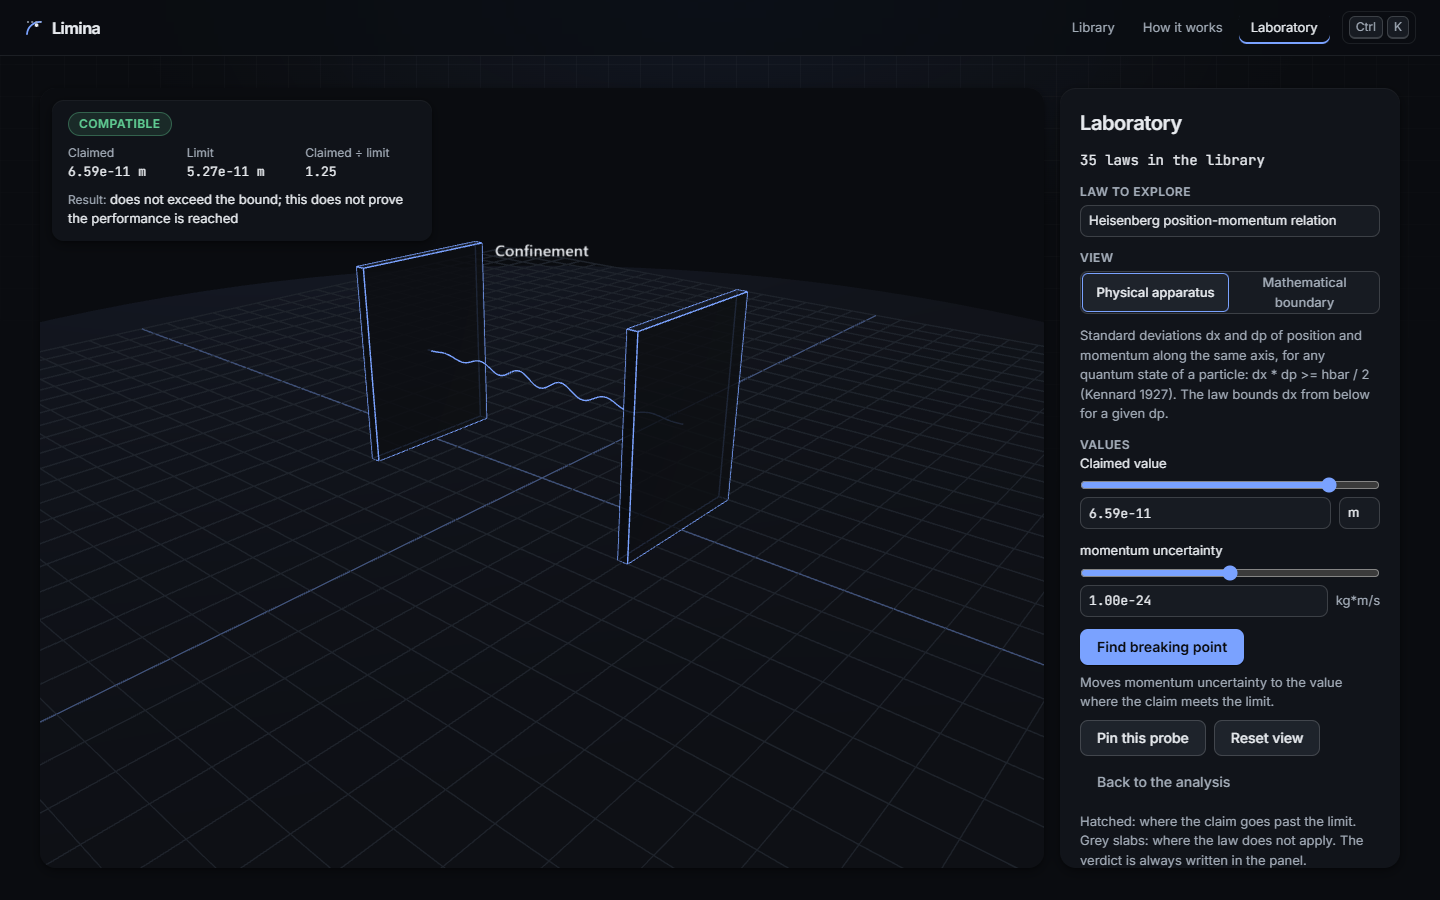 Limina
Library
How it works
Laboratory
Ctrl
K
COMPATIBLE
Claimed
Limit
Claimed ÷ limit
6.59e-11 m
5.27e-11 m
1.25
Result: does not exceed the bound; this does not prove
the performance is reached
Confinement
Laboratory
35 laws in the library
LAW TO EXPLORE
Heisenberg position-momentum relation
VIEW
Physical apparatus
Mathematical
boundary
Standard deviations dx and dp of position and
momentum along the same axis, for any
quantum state of a particle: dx * dp >= hbar / 2
(Kennard 1927). The law bounds dx from below
for a given dp.
VALUES
Claimed value
6.59e-11
m
momentum uncertainty
1.00e-24
kg*m/s
Find breaking point
Moves momentum uncertainty to the value
where the claim meets the limit.
Pin this probe
Reset view
Back to the analysis
Hatched: where the claim goes past the limit.
Grey slabs: where the law does not apply. The
verdict is always written in the panel.